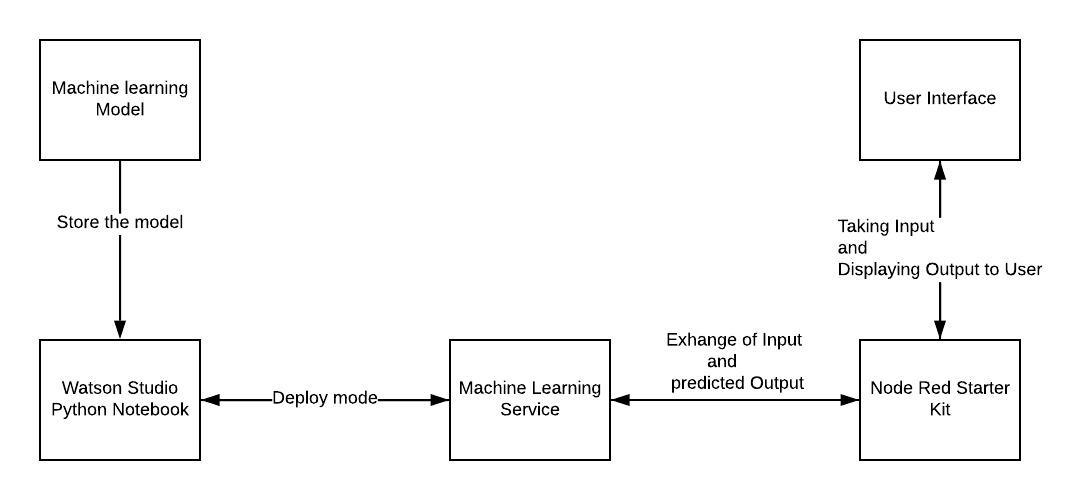 Machine learning
Model
User Interface
Store the model
Taking Input
and
Displaying Output to User
Watson Studio
Python Notebook
Deploy mode
Machine Learning
Service
Exhange of Input
and
predicted Output
Node Red Starter
Kit